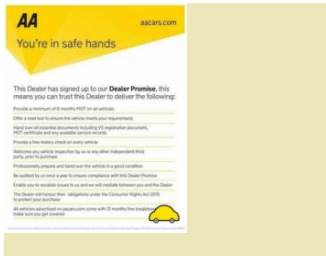 AA
aacars.com
You're in safe hands
This Dealer has signed up to our Dealer Promise, this
means you can trust this Dealer to deliver the following:
Provide a minimum of 6 months MOT on all vehicles
Offer a road test to ensure the vehicle meets your requirements
Hand over all essential documents including V5 registration document,
MOT certificate and any available service records
Provide a free history check on every vehicle
Welcome any vehicle inspection by us or any other independent third
party, prior to purchase
Professionally prepare and hand over the vehicle in a good condition
Be audited by us once a year to ensure compliance with this Dealer Promise
Enable you to escalate issues to us and we will mediate between you and the Dealer
The Dealer will honour their obligations under the Consumer Rights Act 2015
to protect your purchase
All vehicles advertised on aacars.com come with 12 months free breakdown
make sure you get covered